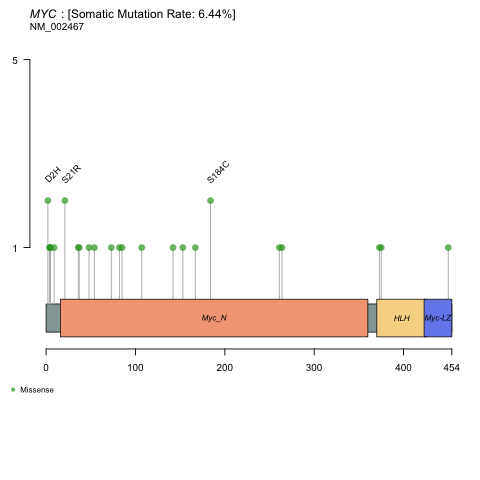 MYC : [Somatic Mutation Rate: 6.44%]
NM_002467
5
D2H S21R S184C
1
Myc_N HLH Myc-LZ
0 100 200 300 400 454
Missense